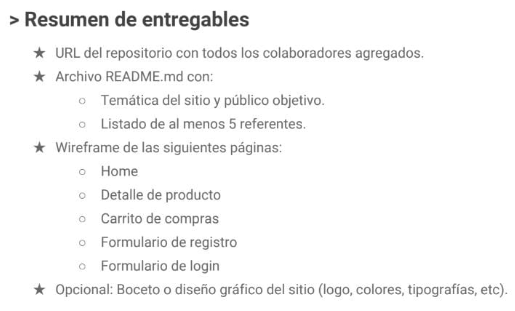 > Resumen de entregables
★ URL del repositorio con todos los colaboradores agregados.
★ Archivo README.md con:
○ Temática del sitio y público objetivo.
○ Listado de al menos 5 referentes.
★ Wireframe de las siguientes páginas:
○ Home
○ Detalle de producto
○ Carrito de compras
○ Formulario de registro
○ Formulario de login
★ Opcional: Boceto o diseño gráfico del sitio (logo, colores, tipografías, etc).